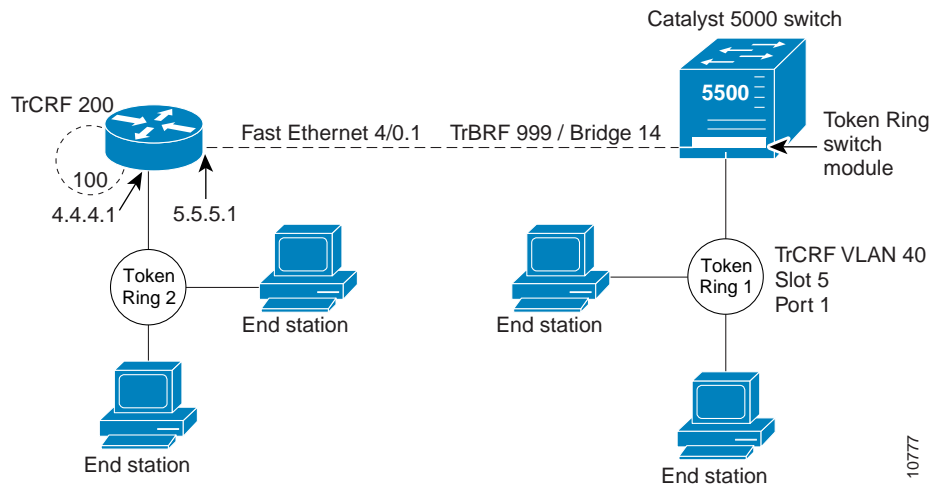 Catalyst 5000 switch
TrCRF 200
5500
Fast Ethernet 4/0.1
TrBRF 999 / Bridge 14
Token Ring
switch
module
100
4.4.4.1
5.5.5.1
Token
Ring 2
End station
End station
Token
Ring 1
TrCRF VLAN 40
Slot 5
Port 1
End station
End station
10777